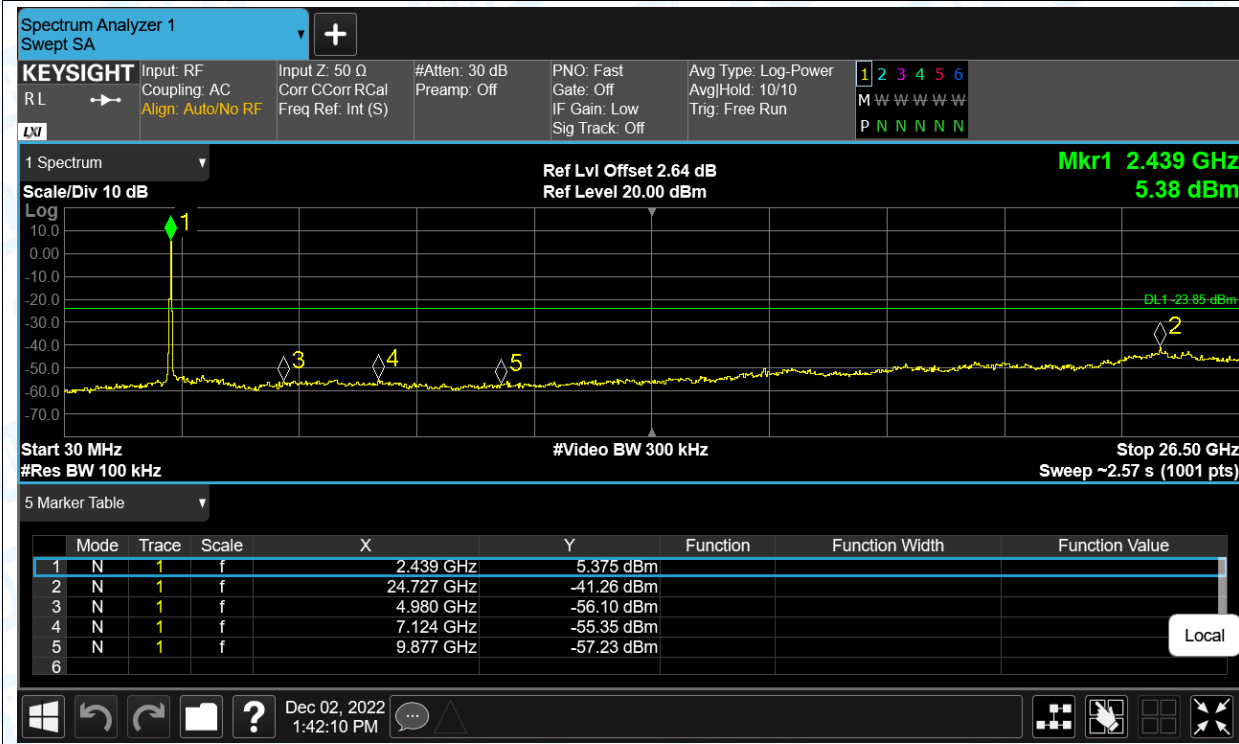 Spectrum Analyzer 1
Swept SA
+
KEYSIGHT
R L
LXI
Input: RF
Coupling: AC
Align: Auto/No RF
Input Z: 50 Ω
Corr CCorr RCal
Freq Ref: Int (S)
#Atten: 30 dB
Preamp: Off
PNO: Fast
Gate: Off
IF Gain: Low
Sig Track: Off
Avg Type: Log-Power
Avg|Hold: 10/10
Trig: Free Run
1 2 3 4 5 6
M W W W W W
P N N N N N
1 Spectrum
Scale/Div 10 dB
Ref Lvl Offset 2.64 dB
Ref Level 20.00 dBm
Mkr1 2.439 GHz
5.38 dBm
Log
10.0
0.00
-10.0
-20.0
-30.0
-40.0
-50.0
-60.0
-70.0
1
DL1 -23.85 dBm
2
3
4
5
Start 30 MHz
#Res BW 100 kHz
#Video BW 300 kHz
Stop 26.50 GHz
Sweep ~2.57 s (1001 pts)
5 Marker Table
Mode Trace Scale X Y Function Function Width Function Value
1 N 1 f 2.439 GHz 5.375 dBm
2 N 1 f 24.727 GHz -41.26 dBm
3 N 1 f 4.980 GHz -56.10 dBm
4 N 1 f 7.124 GHz -55.35 dBm
5 N 1 f 9.877 GHz -57.23 dBm
6
Local
?
Dec 02, 2022
1:42:10 PM